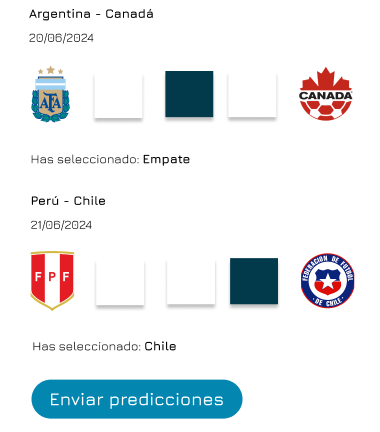 Argentina - Canadá
20/06/2024
AFA
CANADA
Has seleccionado: Empate
Perú - Chile
21/06/2024
FPF
FEDERACION DE FUTBOL
DE CHILE
Has seleccionado: Chile
Enviar predicciones